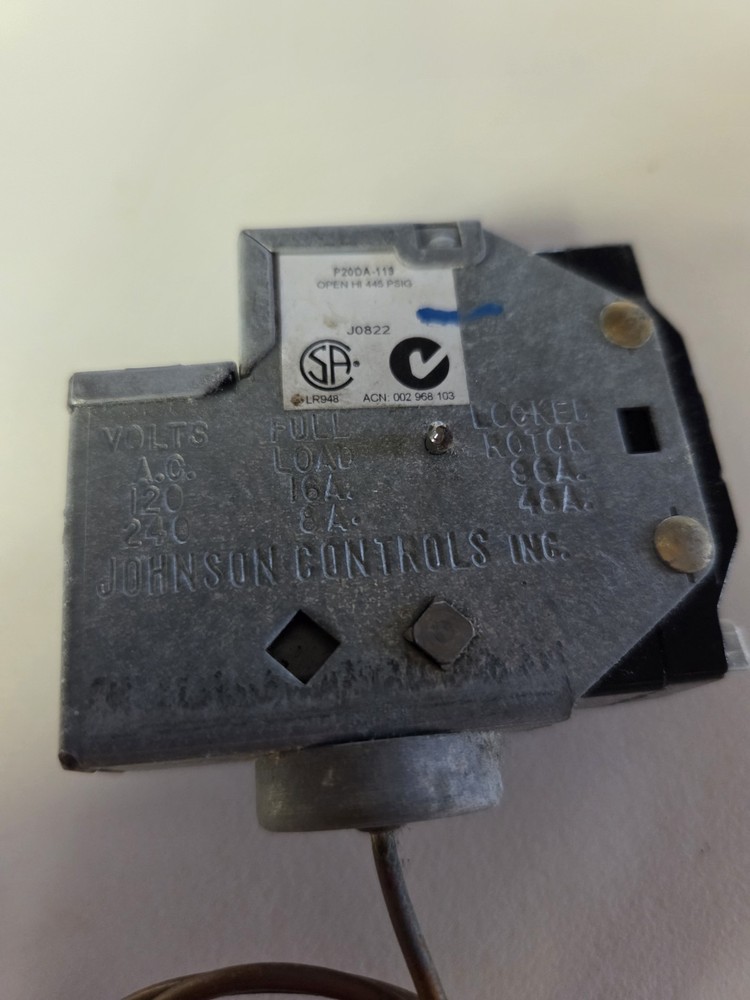 P20DA-119
OPEN HI 445 PSIG
J0822
SA
LR948 ACN: 002 968 103
VOLTS FULL LOCKED
A.C. LOAD ROTOR
120 16A. 96A.
240 8A. 48A.
JOHNSON CONTROLS INC.